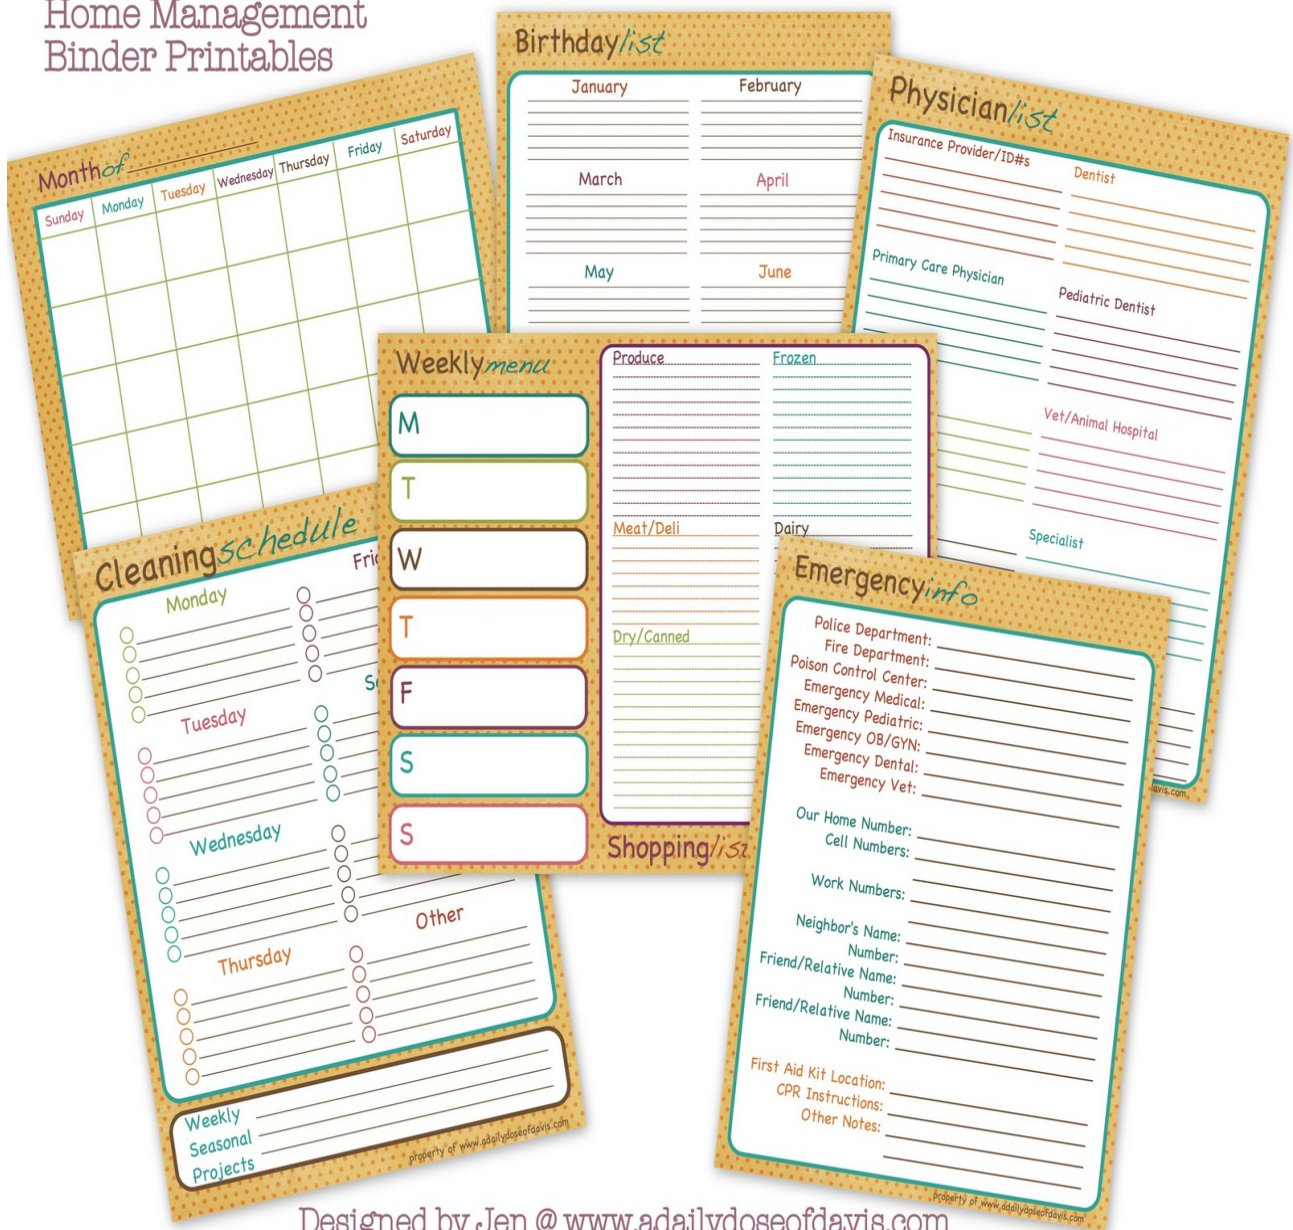 Home Management
Binder Printables
Month of
Sunday Monday Tuesday Wednesday Thursday Friday Saturday
Birthday list
January February
March April
May June
Physician list
Insurance Provider/ID#s
Dentist
Primary Care Physician
Pediatric Dentist
Vet/Animal Hospital
Specialist
Weekly menu
M
T
W
T
F
S
S
Produce
Frozen
Meat/Deli
Dairy
Dry/Canned
Shopping list
Cleaning schedule
Monday
Tuesday
Wednesday
Thursday
Other
Weekly
Seasonal
Projects
property of www.adailydoseofdavis.com
Emergency info
Police Department:
Fire Department:
Poison Control Center:
Emergency Medical:
Emergency Pediatric:
Emergency OB/GYN:
Emergency Dental:
Emergency Vet:
Our Home Number:
Cell Numbers:
Work Numbers:
Neighbor's Name:
Number:
Friend/Relative Name:
Number:
Friend/Relative Name:
Number:
First Aid Kit Location:
CPR Instructions:
Other Notes:
property of www.adailydoseofdavis.com
Designed by Jen @ www.adailydoseofdavis.com